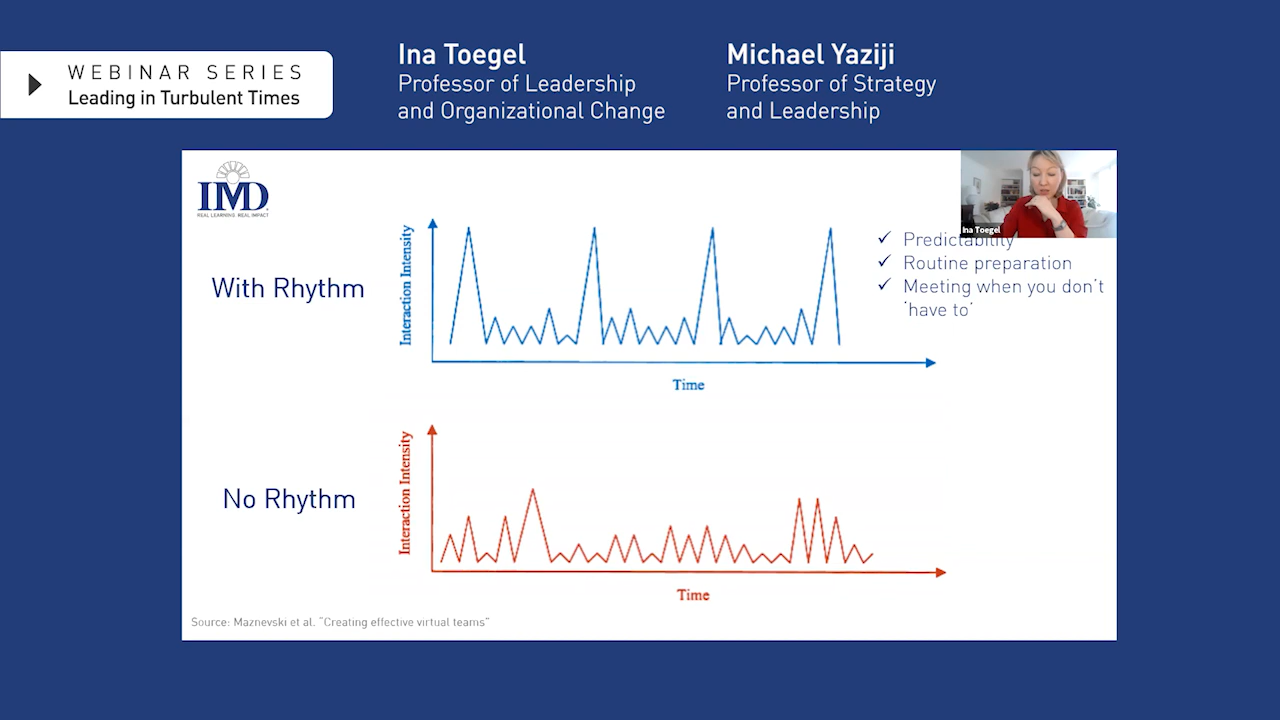 WEBINAR SERIES
Leading in Turbulent Times
Ina Toegel
Professor of Leadership
and Organizational Change
Michael Yaziji
Professor of Strategy
and Leadership
IMD
REAL LEARNING REAL IMPACT
Ina Toegel
With Rhythm
Interaction Intensity
Time
✓ Predictability
✓ Routine preparation
✓ Meeting when you don't
'have to'
No Rhythm
Interaction Intensity
Time
Source: Maznevski et al. "Creating effective virtual teams"